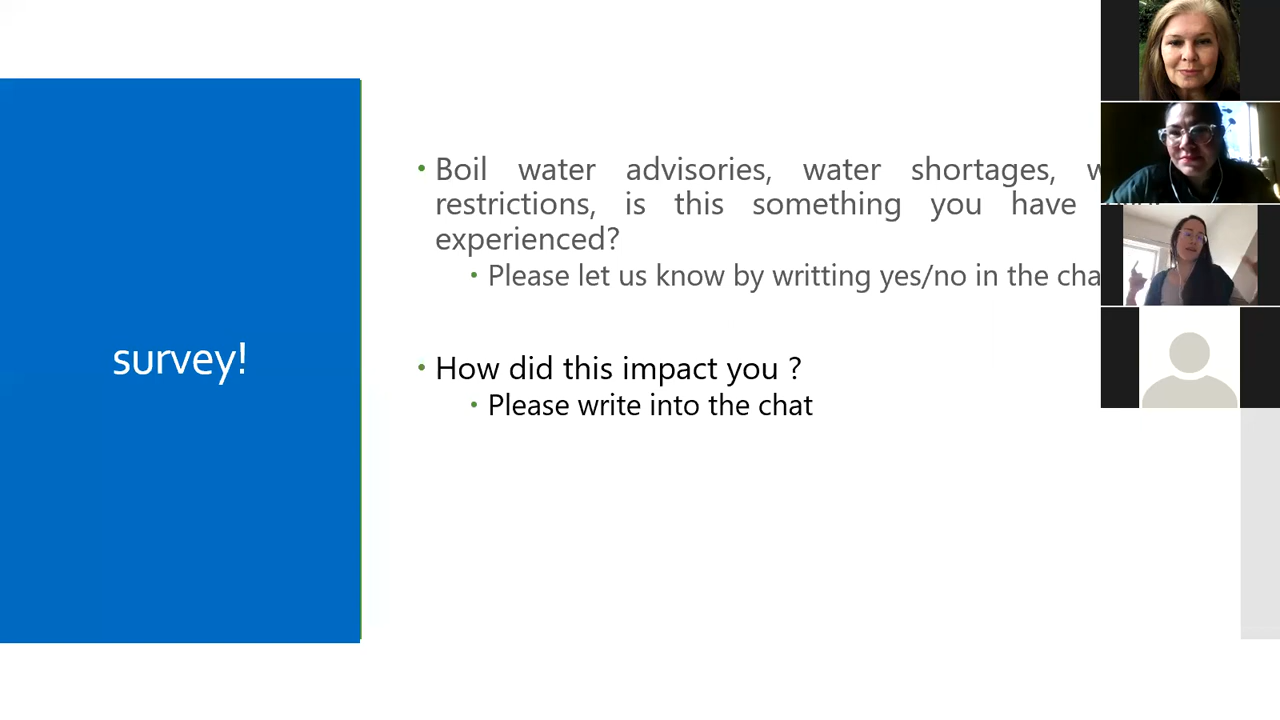 survey!
• Boil water advisories, water shortages,
restrictions, is this something you have
experienced?
• Please let us know by writting yes/no in the
• How did this impact you ?
• Please write into the chat